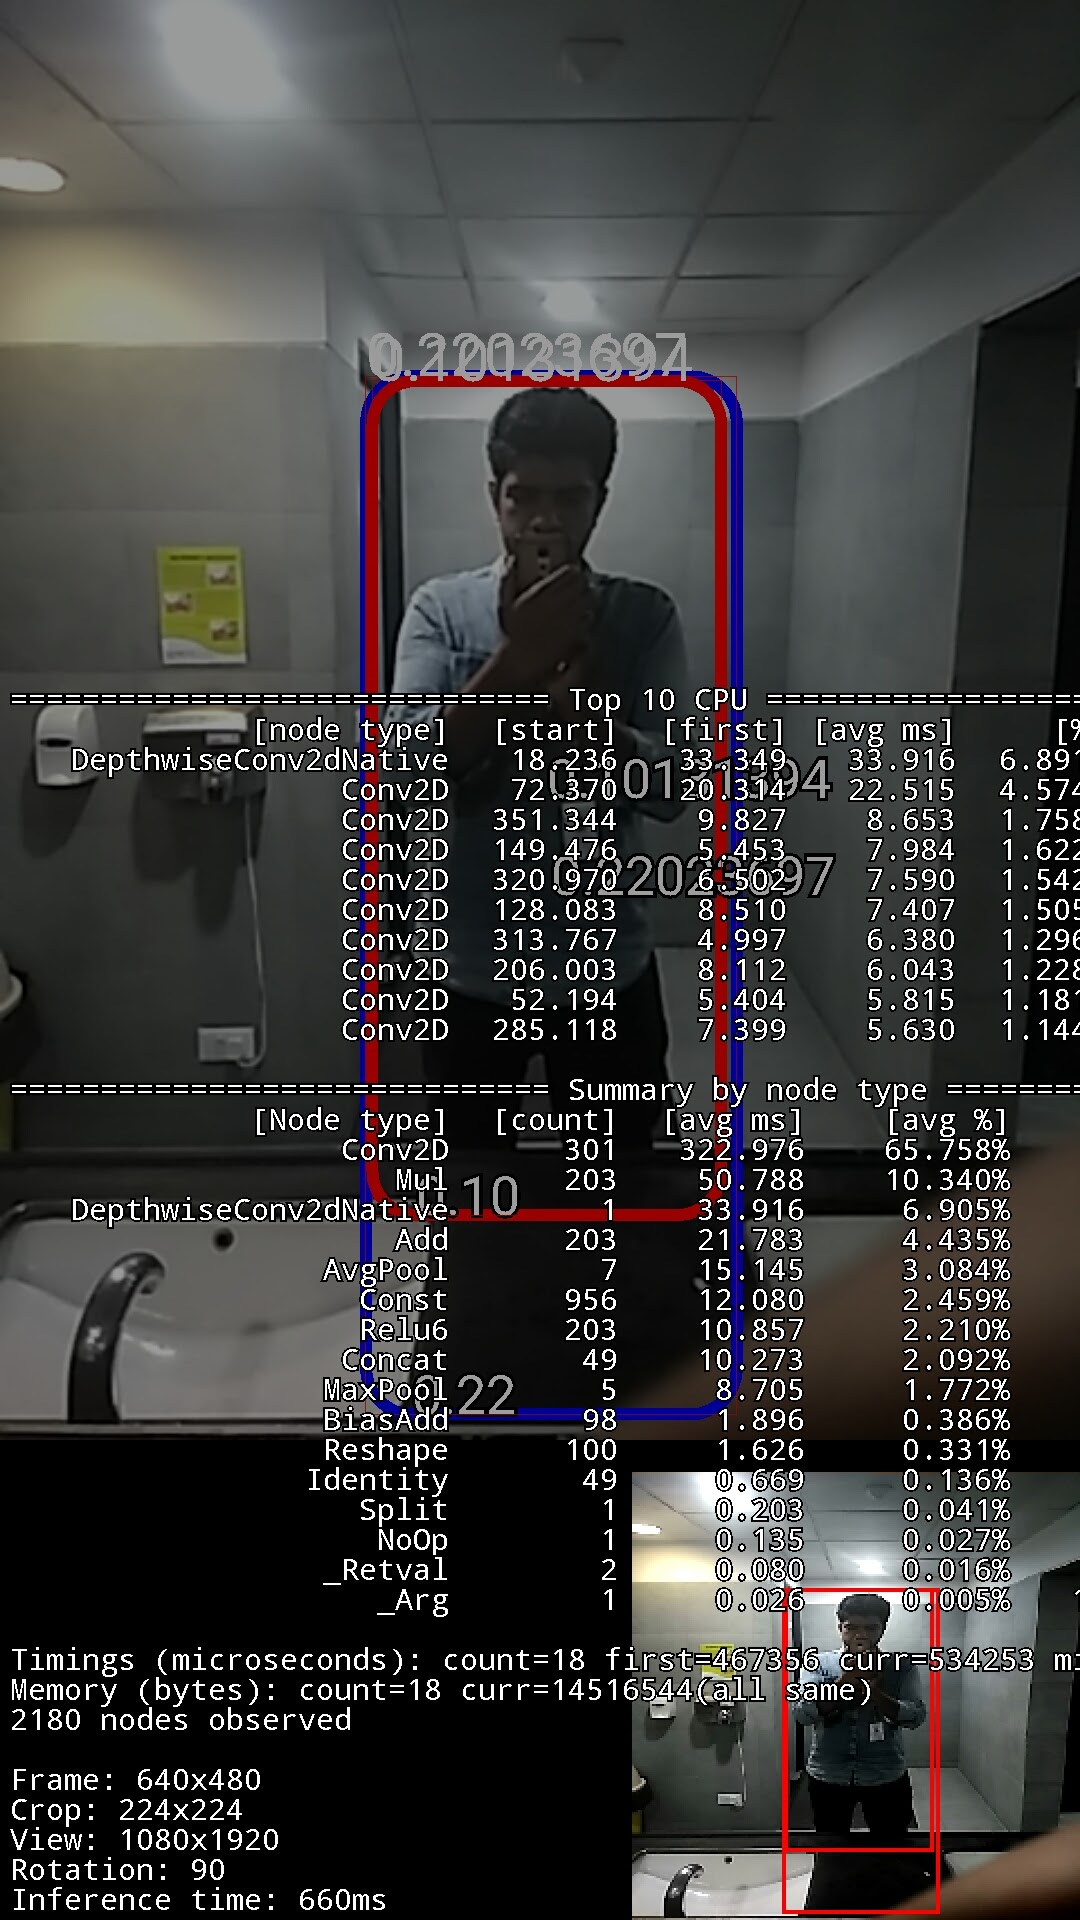 0.22023697
============================== Top 10 CPU ==================
[node type] [start] [first] [avg ms] [%
DepthwiseConv2dNative 18.236 33.349 33.916 6.891
Conv2D 72.370 20.314 22.515 4.574
0.10131394
Conv2D 351.344 9.827 8.653 1.758
Conv2D 149.476 5.453 7.984 1.622
Conv2D 320.970 6.502 7.590 1.542
0.22023697
Conv2D 128.083 8.510 7.407 1.505
Conv2D 313.767 4.997 6.380 1.296
Conv2D 206.003 8.112 6.043 1.228
Conv2D 52.194 5.404 5.815 1.181
Conv2D 285.118 7.399 5.630 1.144
============================== Summary by node type ========
[Node type] [count] [avg ms] [avg %]
Conv2D 301 322.976 65.758%
Mul 203 50.788 10.340%
0.10
DepthwiseConv2dNative 1 33.916 6.905%
Add 203 21.783 4.435%
AvgPool 7 15.145 3.084%
Const 956 12.080 2.459%
Relu6 203 10.857 2.210%
Concat 49 10.273 2.092%
MaxPool 5 8.705 1.772%
0.22
BiasAdd 98 1.896 0.386%
Reshape 100 1.626 0.331%
Identity 49 0.669 0.136%
Split 1 0.203 0.041%
NoOp 1 0.135 0.027%
_Retval 2 0.080 0.016%
_Arg 1 0.026 0.005% 1
Timings (microseconds): count=18 first=467356 curr=534253 mi
Memory (bytes): count=18 curr=14516544(all same)
2180 nodes observed
Frame: 640x480
Crop: 224x224
View: 1080x1920
Rotation: 90
Inference time: 660ms